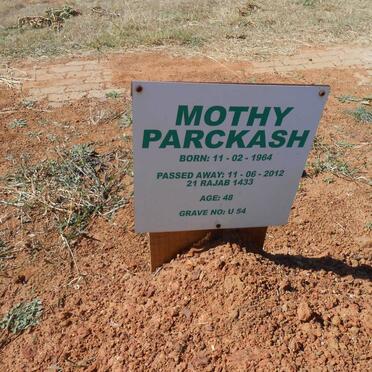 MOTHY
PARCKASH
BORN: 11 - 02 - 1964
PASSED AWAY: 11 - 06 - 2012
21 RAJAB 1433
AGE: 48
GRAVE NO: U 54